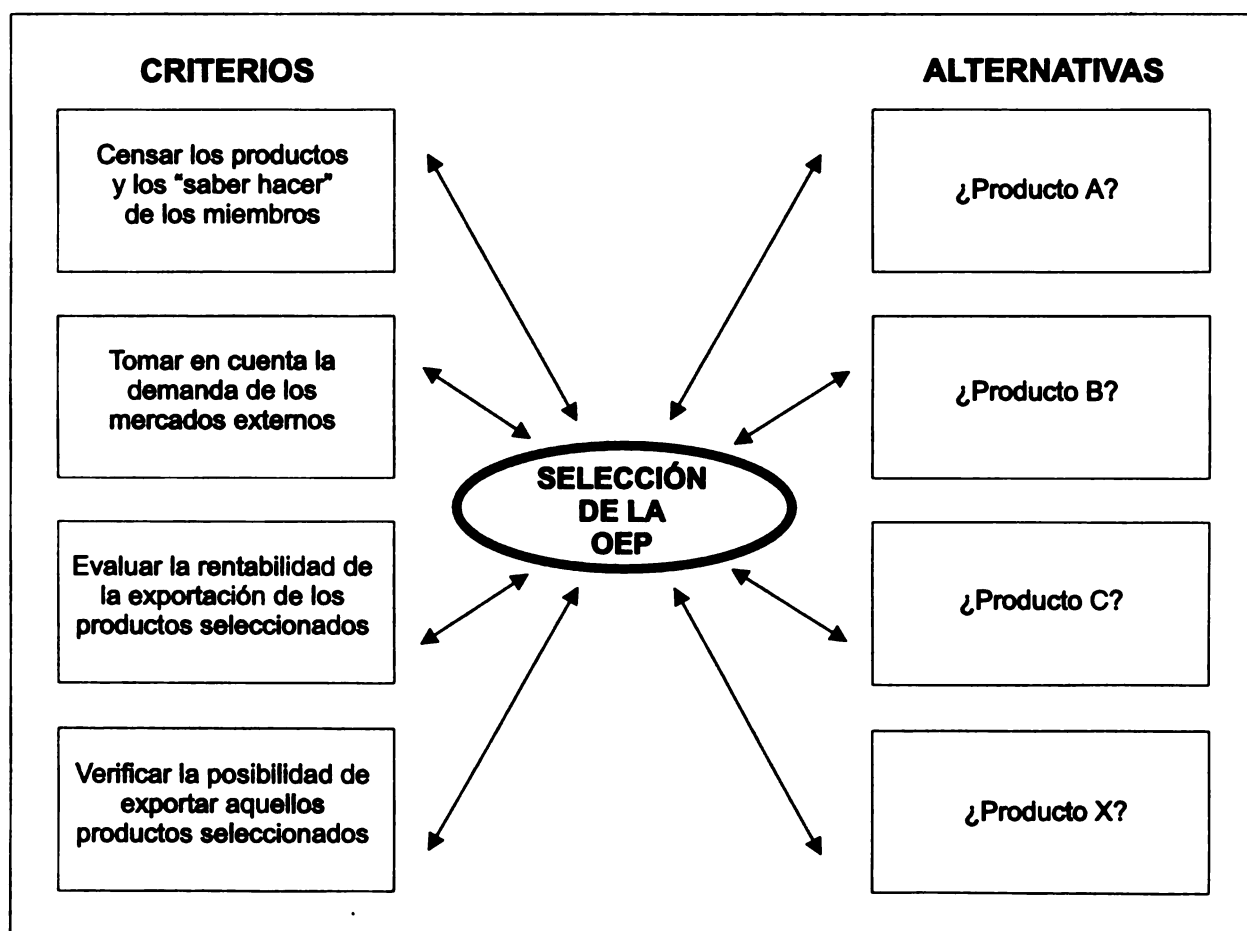 CRITERIOS
Censar los productos
y los "saber hacer"
de los miembros
Tomar en cuenta la
demanda de los
mercados externos
Evaluar la rentabilidad de
la exportación de los
productos seleccionados
Verificar la posibilidad de
exportar aquellos
productos seleccionados
SELECCIÓN
DE LA
OEP
ALTERNATIVAS
¿Producto A?
¿Producto B?
¿Producto C?
¿Producto X?